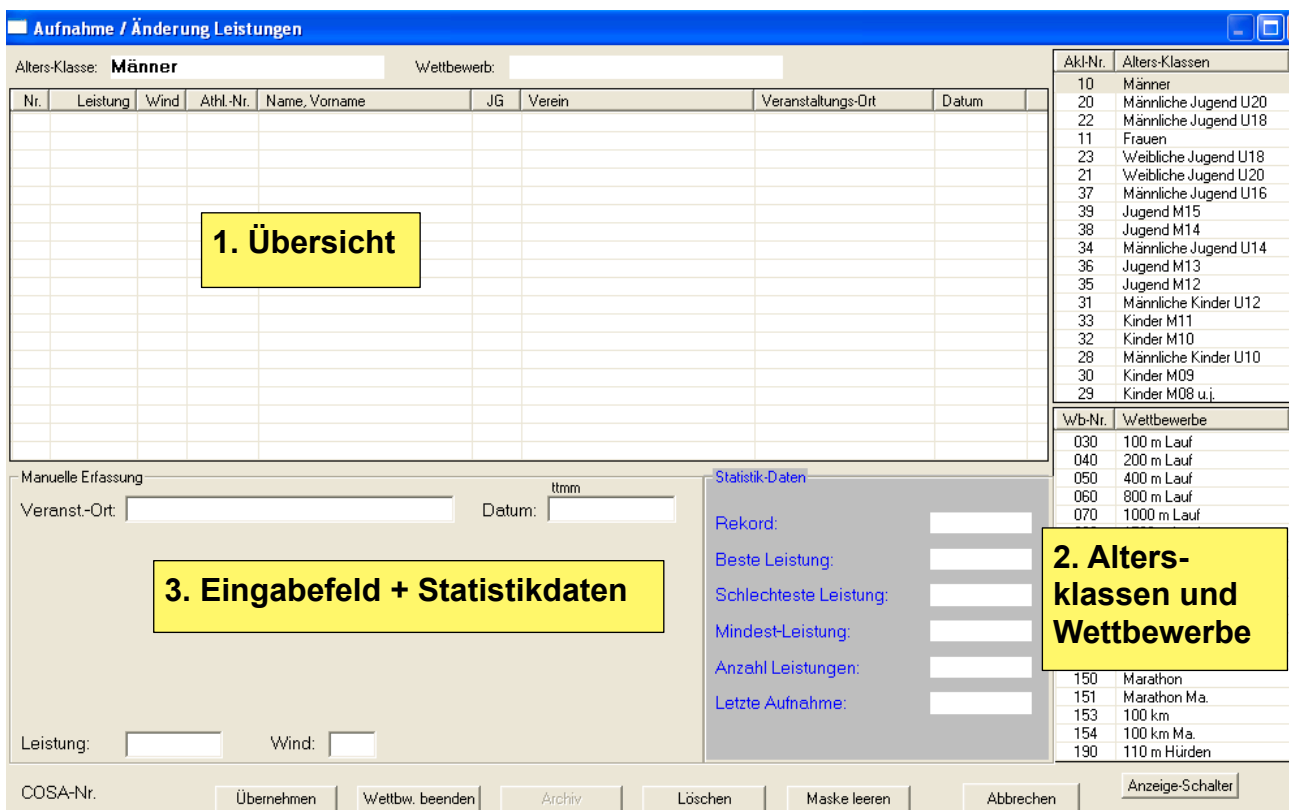 Aufnahme / Änderung Leistungen
Alters-Klasse: Männer Wettbewerb:
Nr. Leistung Wind Athl.-Nr. Name, Vorname JG Verein Veranstaltungs-Ort Datum
1. Übersicht
Akl-Nr. Alters-Klassen
10 Männer
20 Männliche Jugend U20
22 Männliche Jugend U18
11 Frauen
23 Weibliche Jugend U18
21 Weibliche Jugend U20
37 Männliche Jugend U16
39 Jugend M15
38 Jugend M14
34 Männliche Jugend U14
36 Jugend M13
35 Jugend M12
31 Männliche Kinder U12
33 Kinder M11
32 Kinder M10
28 Männliche Kinder U10
30 Kinder M09
29 Kinder M08 u.j.
Wb-Nr. Wettbewerbe
030 100 m Lauf
040 200 m Lauf
050 400 m Lauf
060 800 m Lauf
070 1000 m Lauf
2. Alters-
klassen und
Wettbewerbe
150 Marathon
151 Marathon Ma.
153 100 km
154 100 km Ma.
190 110 m Hürden
Manuelle Erfassung
ttmm
Veranst.-Ort: Datum:
3. Eingabefeld + Statistikdaten
Leistung: Wind:
Statistik-Daten
Rekord:
Beste Leistung:
Schlechteste Leistung:
Mindest-Leistung:
Anzahl Leistungen:
Letzte Aufnahme:
COSA-Nr. Übernehmen Wettbw. beenden Archiv Löschen Maske leeren Abbrechen Anzeige-Schalter